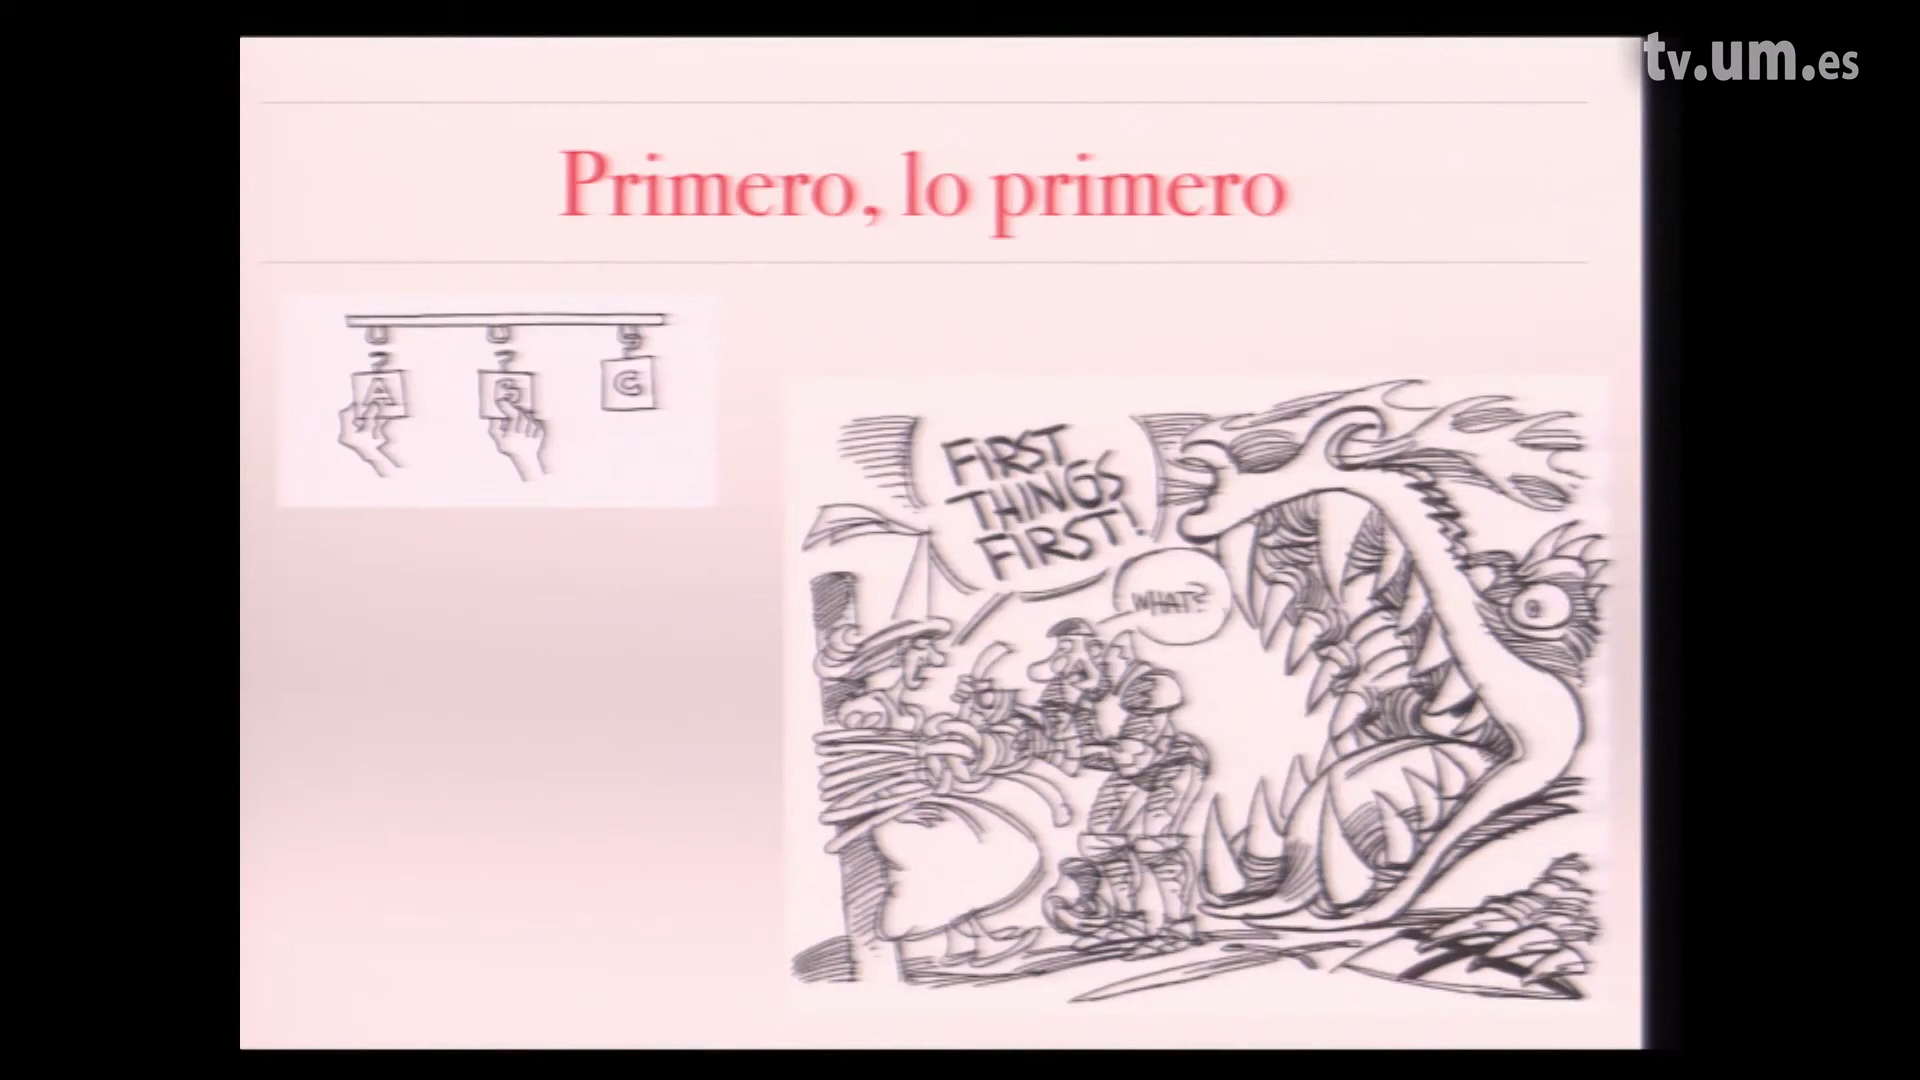 tv.um.es
Primero, lo primero
A
B
C
FIRST
THINGS
FIRST!
WHAT?